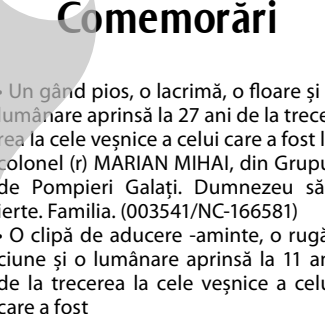 Comemorări
• Un gând pios, o lacrimă, o floare și
lumânare aprinsă la 27 ani de la trece
rea la cele veșnice a celui care a fost l
colonel (r) MARIAN MIHAI, din Grupu
de Pompieri Galați. Dumnezeu să
ierte. Familia. (003541/NC-166581)
• O clipă de aducere -aminte, o rugă
ciune și o lumânare aprinsă la 11 an
de la trecerea la cele veșnice a celu
care a fost